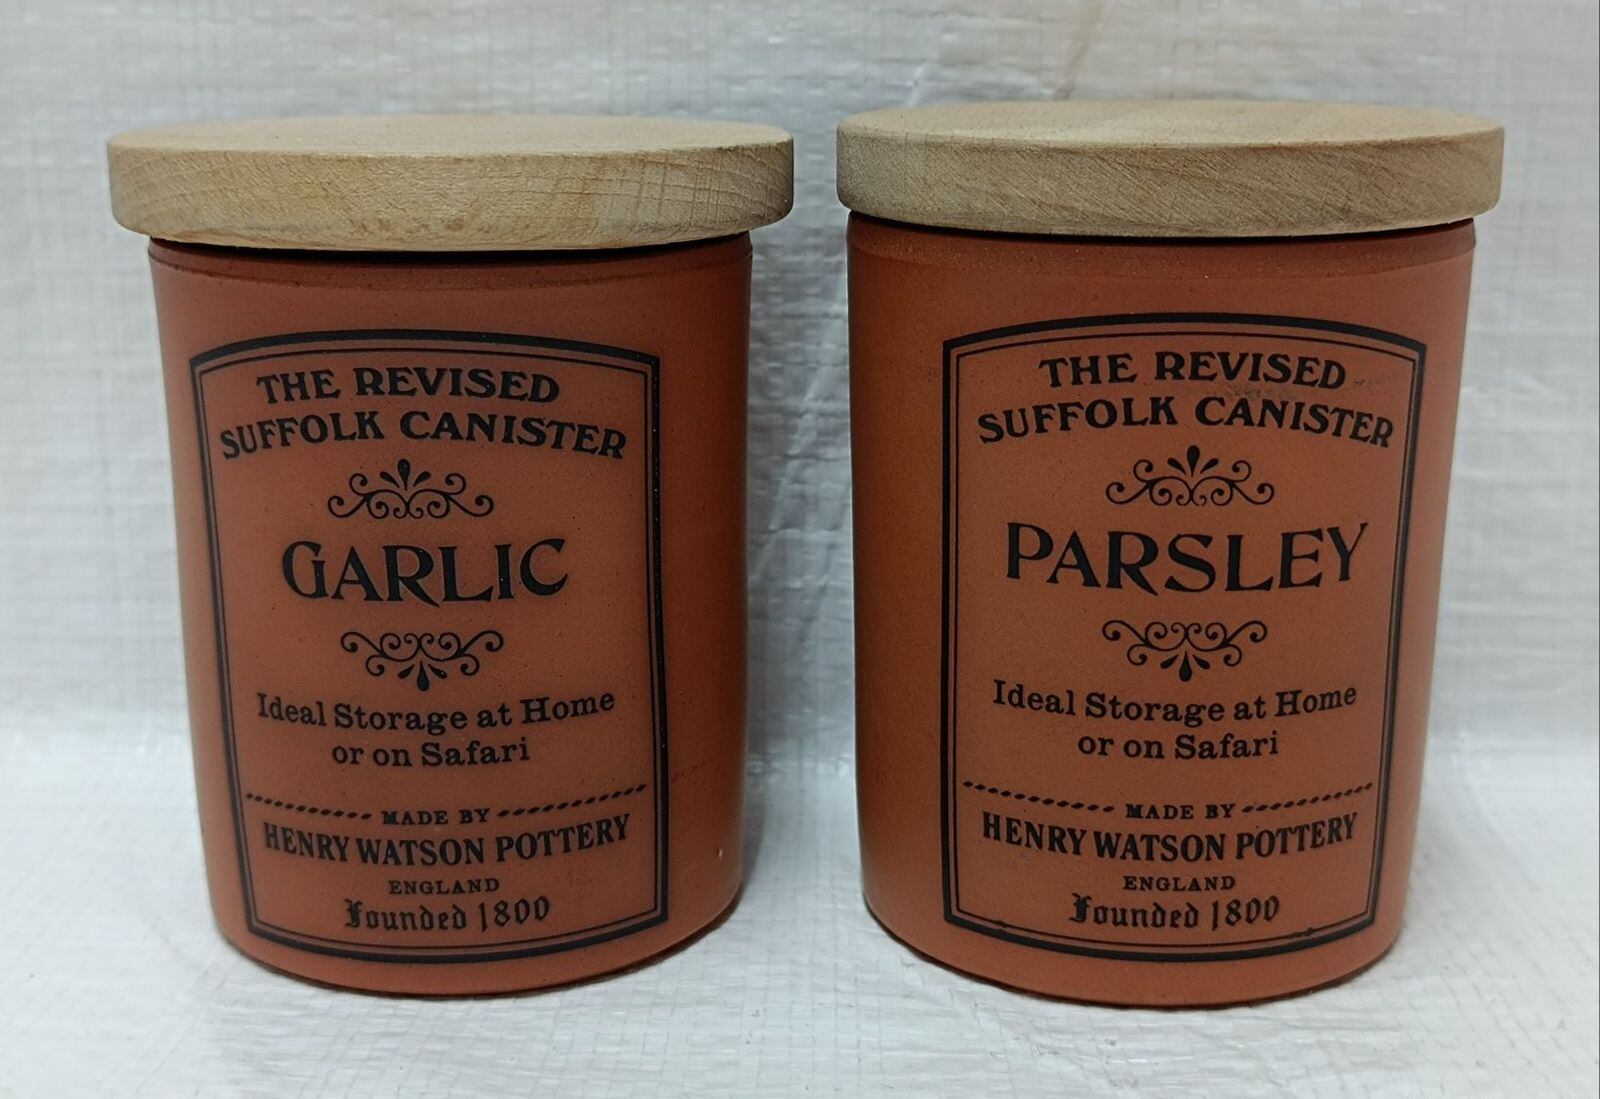 THE REVISED
SUFFOLK CANISTER
GARLIC
Ideal Storage at Home
or on Safari
MADE BY
HENRY WATSON POTTERY
ENGLAND
Founded 1800
THE REVISED
SUFFOLK CANISTER
PARSLEY
Ideal Storage at Home
or on Safari
MADE BY
HENRY WATSON POTTERY
ENGLAND
Founded 1800